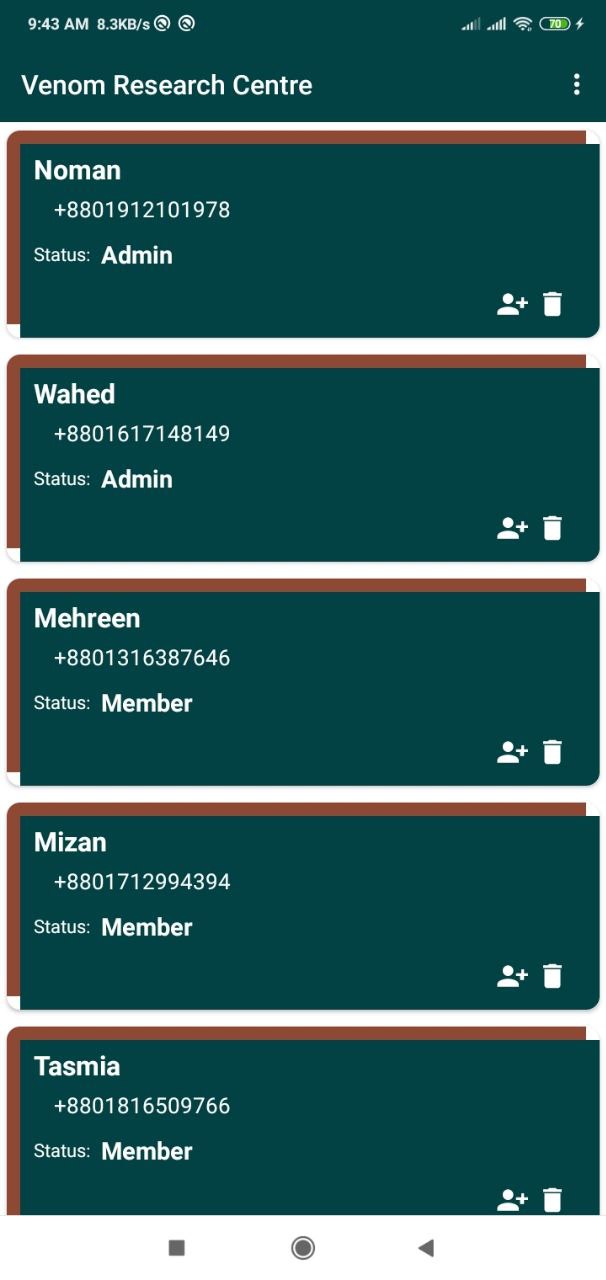 9:43 AM 8.3KB/s 70
Venom Research Centre
Noman
+8801912101978
Status: Admin
Wahed
+8801617148149
Status: Admin
Mehreen
+8801316387646
Status: Member
Mizan
+8801712994394
Status: Member
Tasmia
+8801816509766
Status: Member